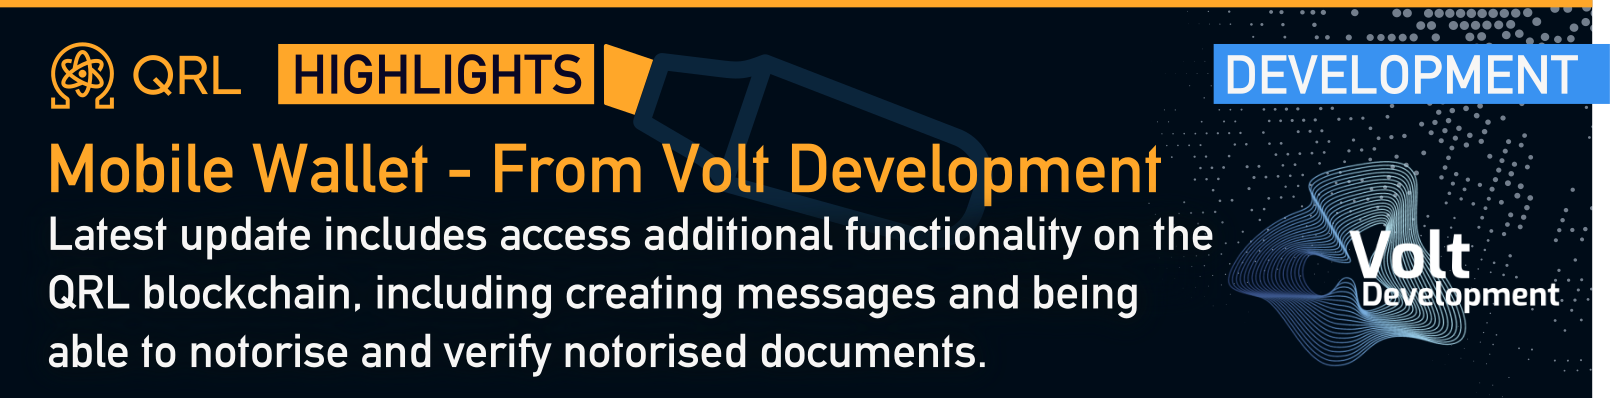 QRL HIGHLIGHTS DEVELOPMENT
Mobile Wallet - From Volt Development
Latest update includes access additional functionality on the
QRL blockchain, including creating messages and being
able to notorise and verify notorised documents.
Volt
Development